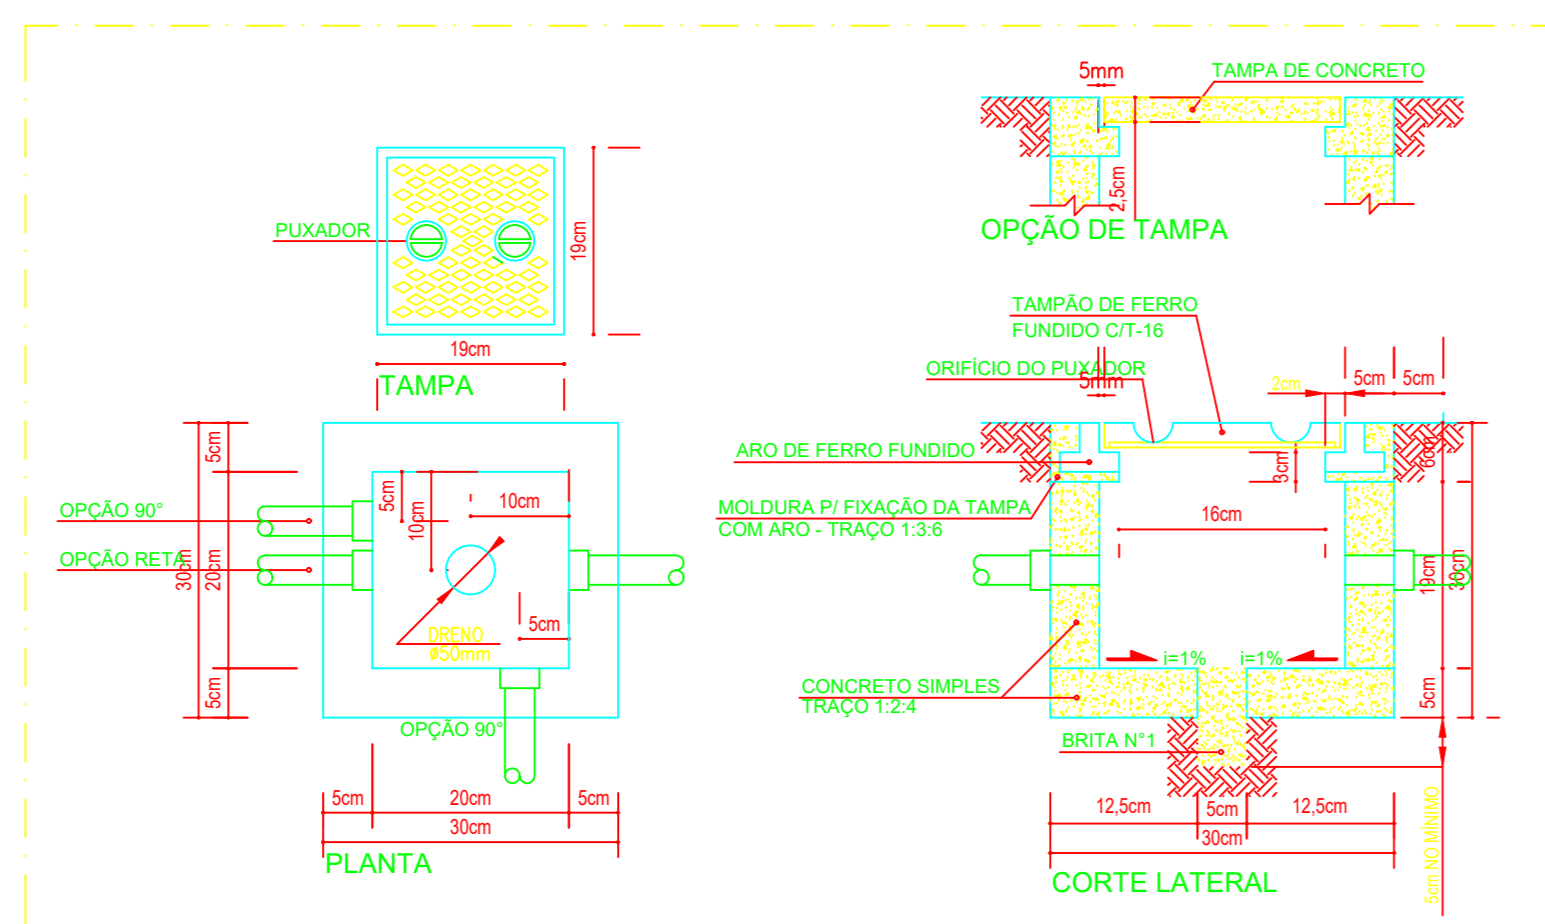 PUXADOR
19cm
19cm
TAMPA
5mm
TAMPA DE CONCRETO
2,5cm
OPÇÃO DE TAMPA
5cm
30cm
20cm
5cm
5cm
10cm
10cm
OPÇÃO 90°
OPÇÃO RETA
DRENO
ø50mm
5cm
OPÇÃO 90°
5cm
20cm
5cm
30cm
PLANTA
TAMPÃO DE FERRO
FUNDIDO C/T-16
ORIFÍCIO DO PUXADOR
5mm
2cm
5cm
5cm
ARO DE FERRO FUNDIDO
3cm
6cm
MOLDURA P/ FIXAÇÃO DA TAMPA
COM ARO - TRAÇO 1:3:6
16cm
19cm
30cm
i=1%
i=1%
CONCRETO SIMPLES
TRAÇO 1:2:4
5cm
BRITA N°1
12,5cm
5cm
12,5cm
30cm
5cm NO MÍNIMO
CORTE LATERAL